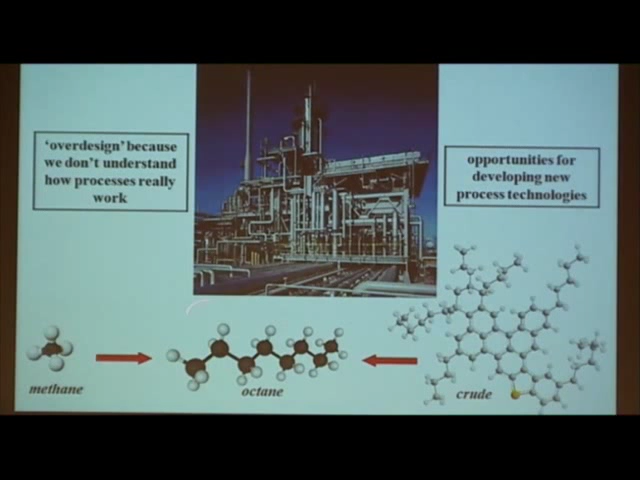 ‘overdesign’ because
we don’t understand
how processes really
work
opportunities for
developing new
process technologies
methane
octane
crude